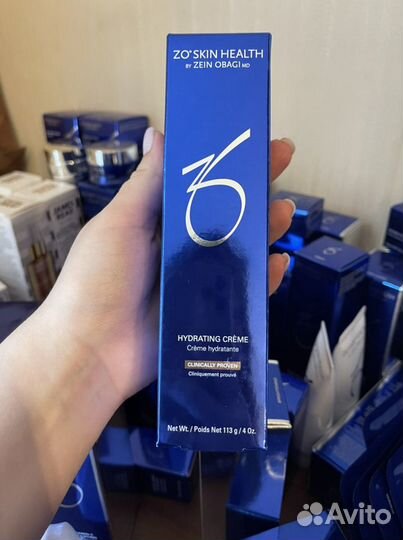 ZO® SKIN HEALTH
BY ZEIN OBAGI MD
HYDRATING CRÈME
Crème hydratante
CLINICALLY PROVEN
Cliniquement prouvé
Net Wt. / Poids Net 113 g / 4 Oz.
Avito